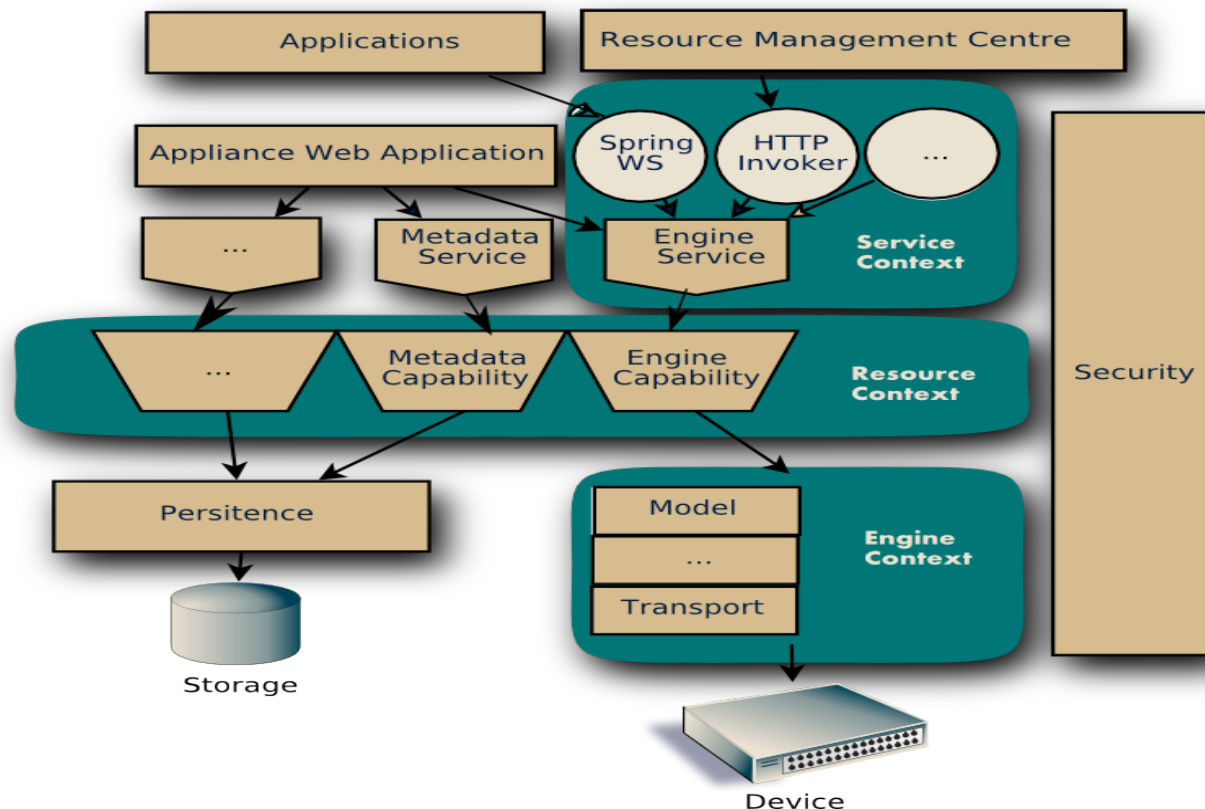 Applications
Resource Management Centre
Appliance Web Application
Spring
WS
HTTP
Invoker
...
...
Metadata
Service
Engine
Service
Service
Context
...
Metadata
Capability
Engine
Capability
Resource
Context
Security
Persitence
Model
...
Transport
Engine
Context
Storage
Device